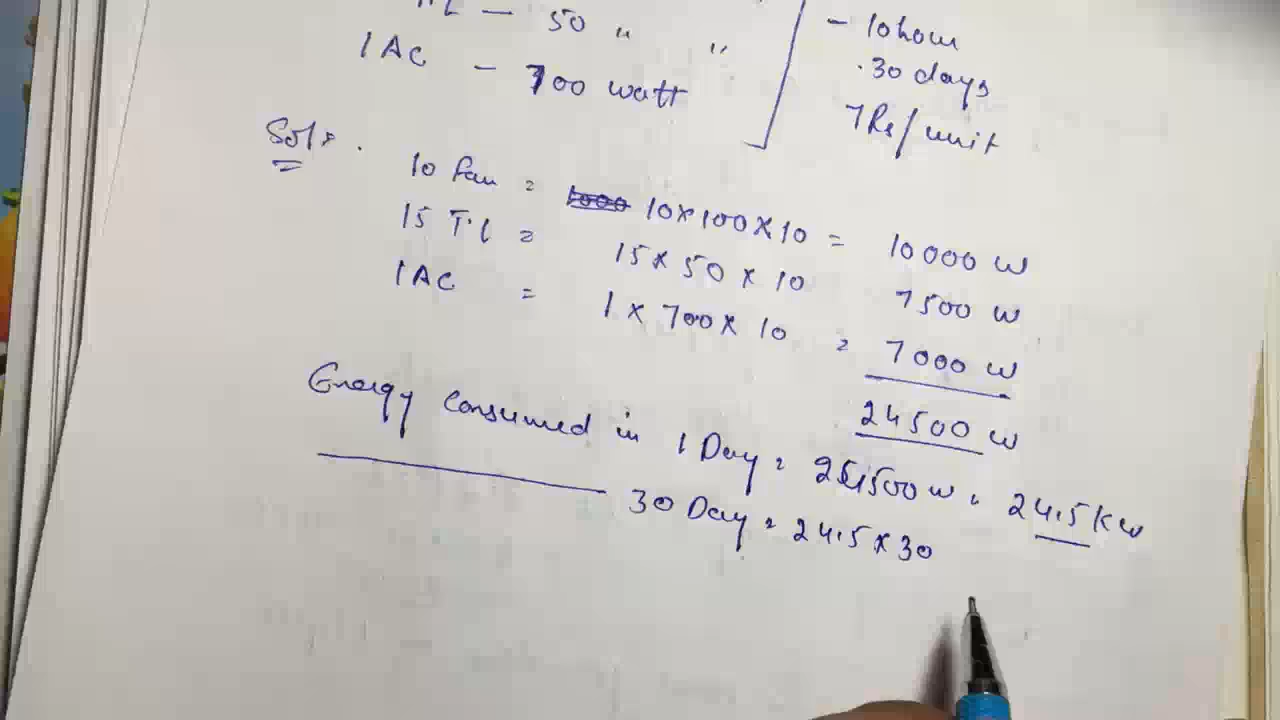 TL - 50 " " - 10 hour
1 AC - 700 watt . 30 days
7 Rs/unit
Sol:
10 fan = 10×100×10 = 10000 W
15 T.L = 15×50×10 7500 W
1 AC = 1×700×10 = 7000 W
24500 W
Energy Consumed in 1 Day = 24500 W = 24.5 KW
30 Day = 24.5×30